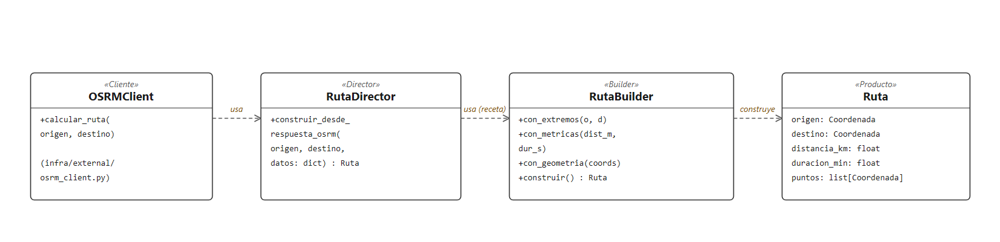 «Cliente»
OSRMClient
+calcular_ruta(
origen, destino)
(infra/external/
osrm_client.py)
usa
«Director»
RutaDirector
+construir_desde_
respuesta_osrm(
origen, destino,
datos: dict) : Ruta
usa (receta)
«Builder»
RutaBuilder
+con_extremos(o, d)
+con_metricas(dist_m,
dur_s)
+con_geometria(coords)
+construir() : Ruta
construye
«Producto»
Ruta
origen: Coordenada
destino: Coordenada
distancia_km: float
duracion_min: float
puntos: list[Coordenada]